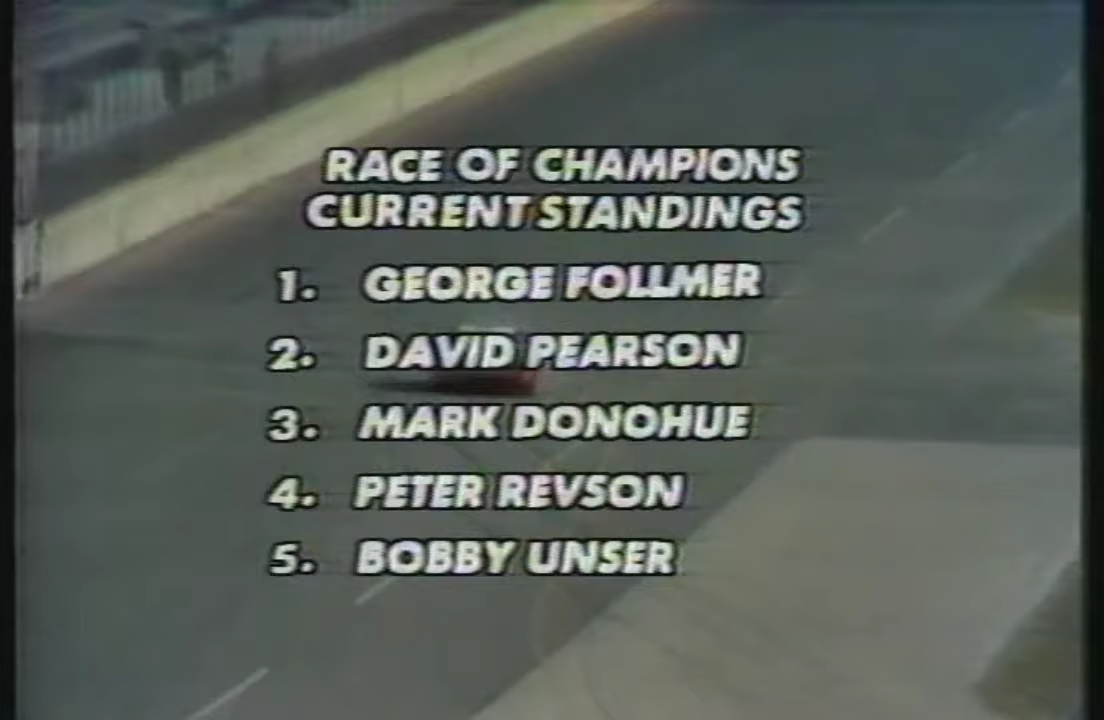 RACE OF CHAMPIONS
CURRENT STANDINGS
1. GEORGE FOLLMER
2. DAVID PEARSON
3. MARK DONOHUE
4. PETER REVSON
5. BOBBY UNSER